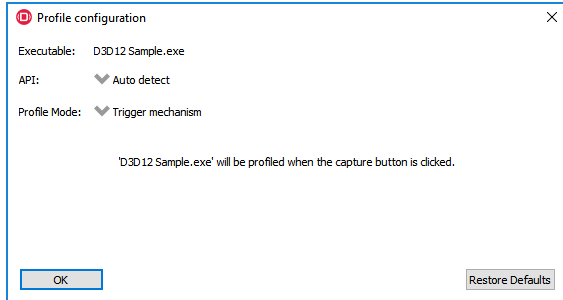 Profile configuration
Executable: D3D12 Sample.exe
API: Auto detect
Profile Mode: Trigger mechanism
'D3D12 Sample.exe' will be profiled when the capture button is clicked.
OK Restore Defaults